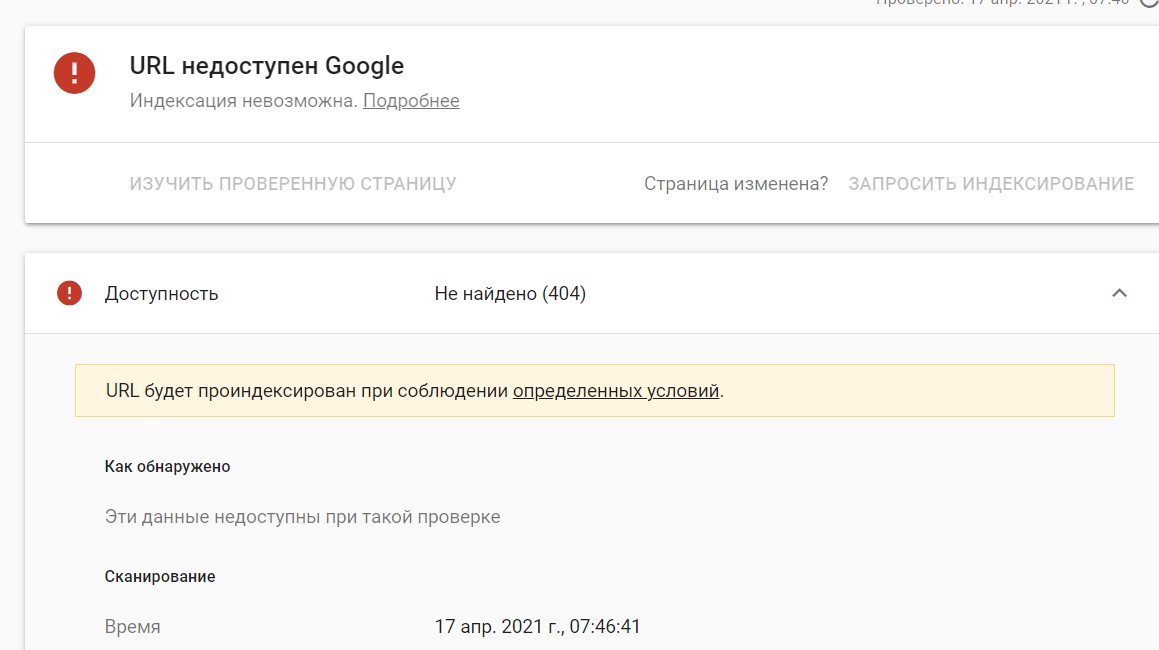 Проверено: 17 апр. 2021 г., 07:46
URL недоступен Google
Индексация невозможна. Подробнее
ИЗУЧИТЬ ПРОВЕРЕННУЮ СТРАНИЦУ Страница изменена? ЗАПРОСИТЬ ИНДЕКСИРОВАНИЕ
Доступность Не найдено (404)
URL будет проиндексирован при соблюдении определенных условий.
Как обнаружено
Эти данные недоступны при такой проверке
Сканирование
Время 17 апр. 2021 г., 07:46:41